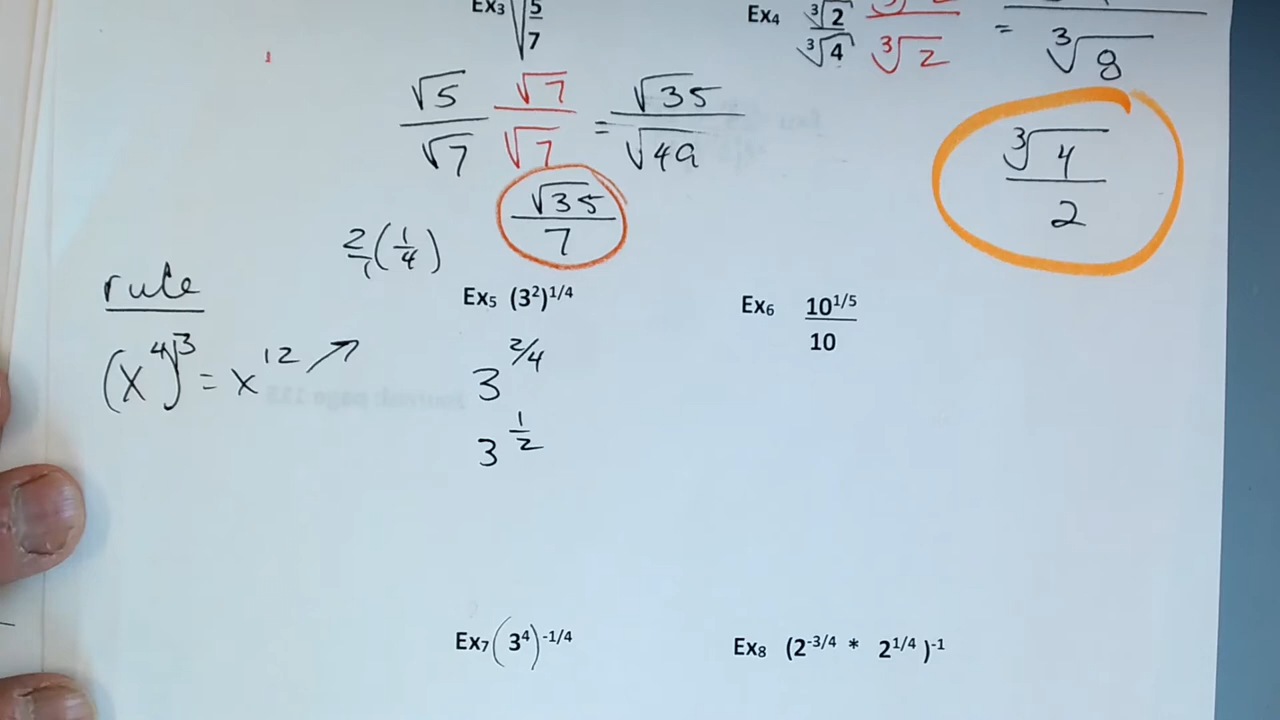 Ex3 √5/7
Ex4 ∛2/∛4 ∛2 = ∛8
√5/√7 √7/√7 = √35/√49
√35/7
∛4/2
2/1(1/4)
rule
(x⁴)³ = x¹² ↗
Ex5 (3²)^1/4
3^2/4
3^1/2
Ex6 10^1/5/10
Ex7 (3⁴)^-1/4
Ex8 (2^-3/4 * 2^1/4 )^-1